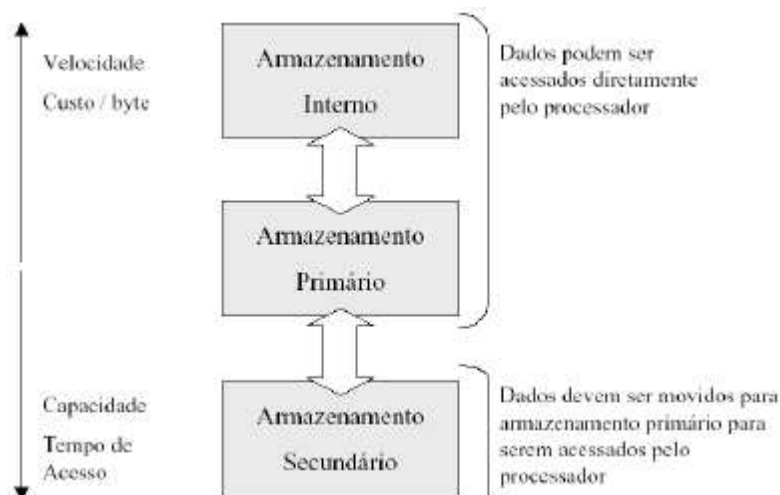 Velocidade
Custo / byte
Armazenamento
Interno
Dados podem ser
acessados diretamente
pelo processador
Armazenamento
Primário
Capacidade
Tempo de
Acesso
Armazenamento
Secundário
Dados devem ser movidos para
armazenamento primário para
serem acessados pelo
processador